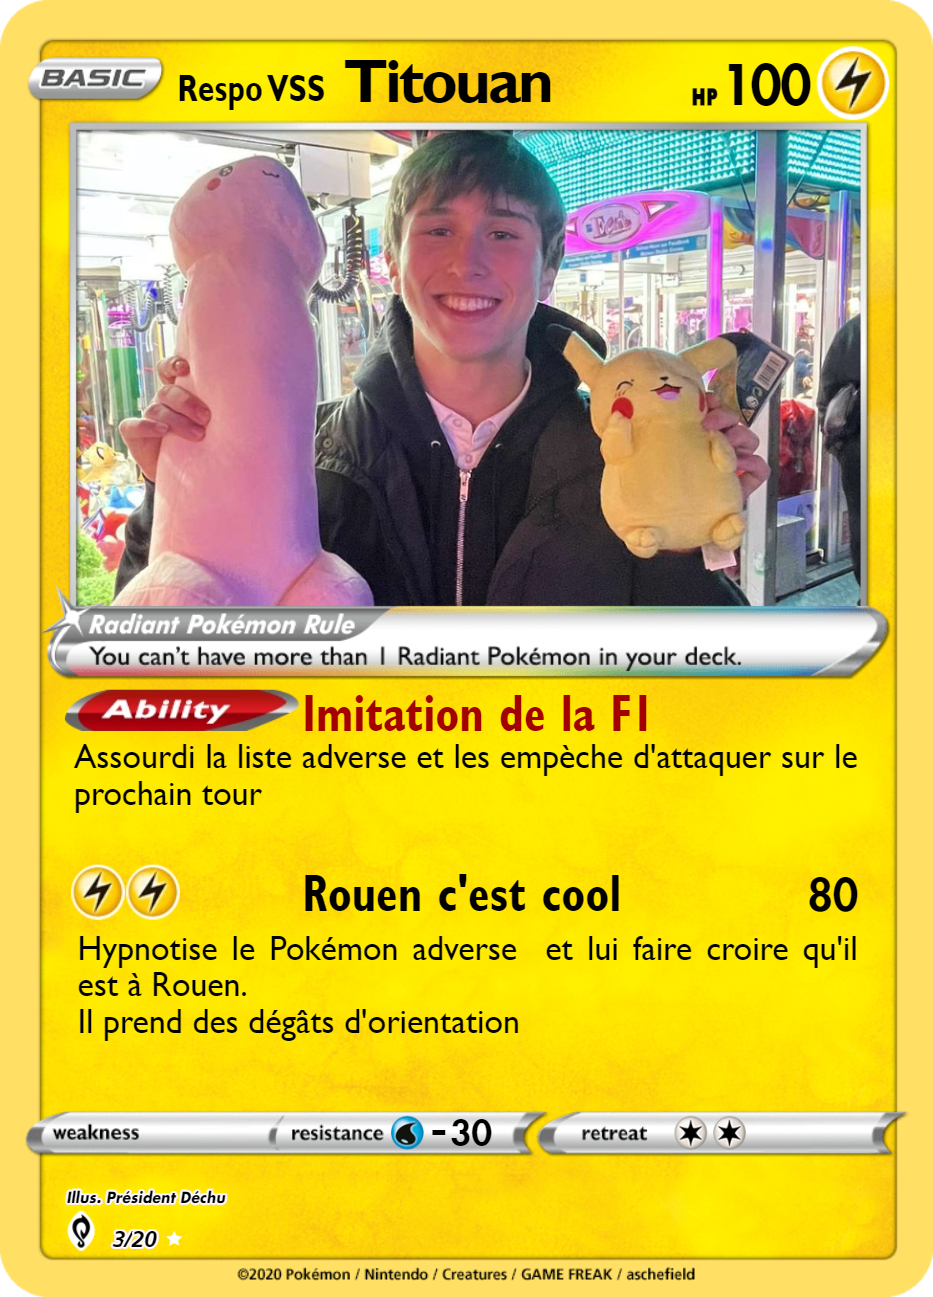 BASIC Respo VSS Titouan HP 100
Radiant Pokémon Rule
You can't have more than 1 Radiant Pokémon in your deck.
Ability Imitation de la F1
Assourdi la liste adverse et les empèche d'attaquer sur le
prochain tour
Rouen c'est cool 80
Hypnotise le Pokémon adverse et lui faire croire qu'il
est à Rouen.
Il prend des dégâts d'orientation
weakness resistance -30 retreat
Illus. Président Déchu
3/20
©2020 Pokémon / Nintendo / Creatures / GAME FREAK / aschefield